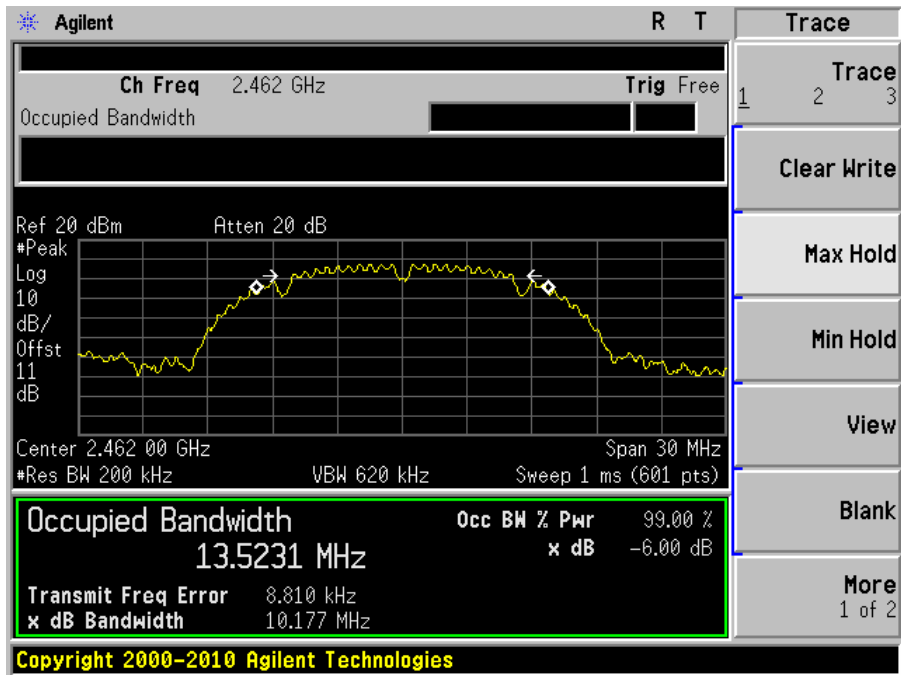 Agilent R T
Ch Freq 2.462 GHz Trig Free
Occupied Bandwidth
Ref 20 dBm Atten 20 dB
#Peak
Log
10
dB/
Offst
11
dB
Center 2.462 00 GHz Span 30 MHz
#Res BW 200 kHz VBW 620 kHz Sweep 1 ms (601 pts)
Occupied Bandwidth Occ BW % Pwr 99.00 %
13.5231 MHz x dB -6.00 dB
Transmit Freq Error 8.810 kHz
x dB Bandwidth 10.177 MHz
Copyright 2000-2010 Agilent Technologies
Trace
Trace
1 2 3
Clear Write
Max Hold
Min Hold
View
Blank
More
1 of 2